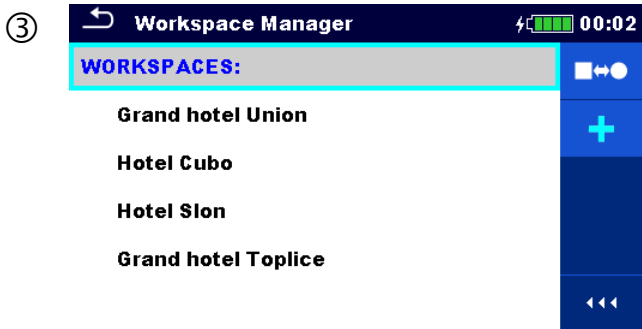 ③
Workspace Manager 00:02
WORKSPACES:
Grand hotel Union
Hotel Cubo
Hotel Slon
Grand hotel Toplice